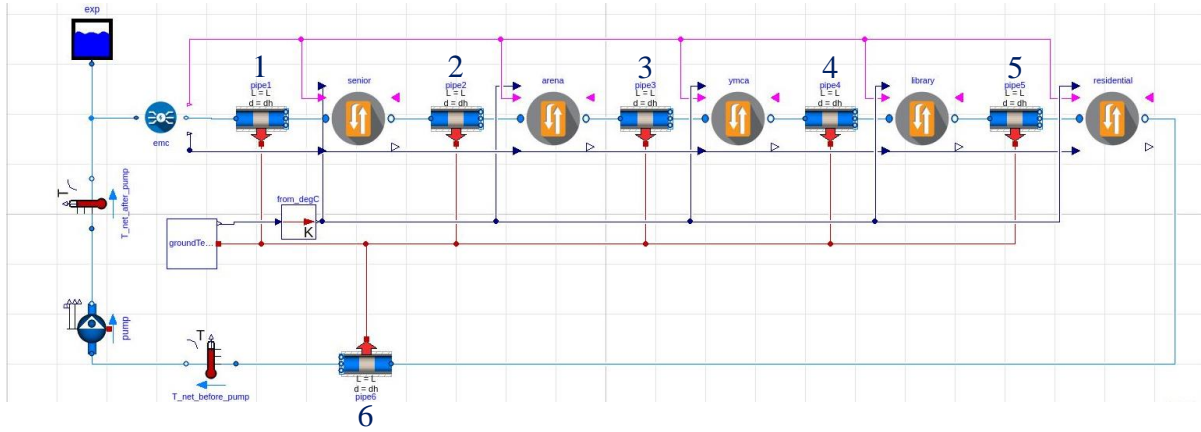 exp
1
2
3
4
5
pipe1
senior
pipe2
arena
pipe3
ymca
pipe4
library
pipe5
residential
L = L
d = dh
L = L
d = dh
L = L
d = dh
L = L
d = dh
L = L
d = dh
emc
T
T_net_after_pump
from_degC
K
groundTe...
pump
T
T_net_before_pump
L = L
d = dh
pipe6
6